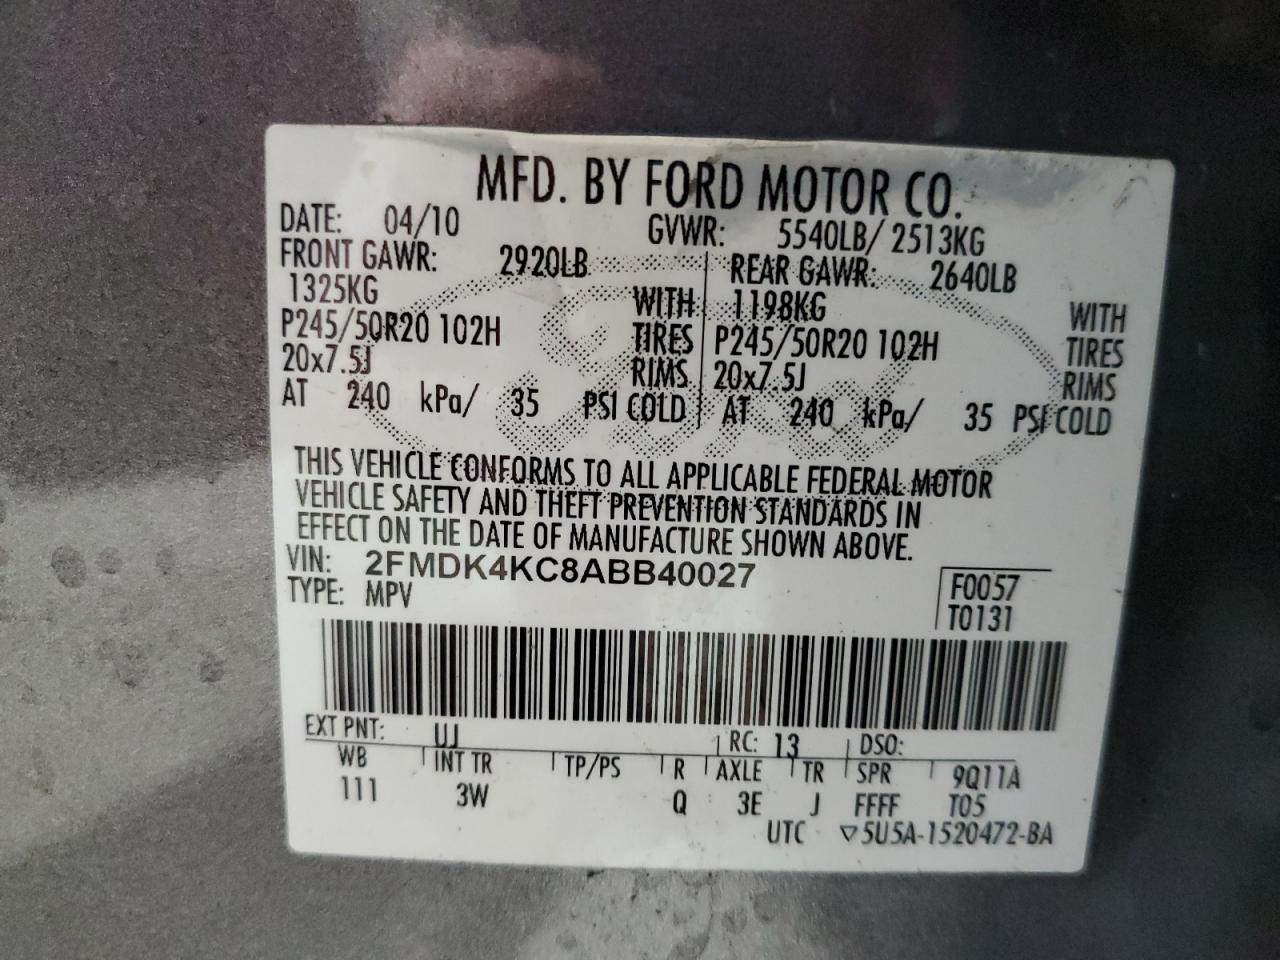 MFD. BY FORD MOTOR CO.
DATE: 04/10 GVWR: 5540LB/ 2513KG
FRONT GAWR: 2920LB REAR GAWR: 2640LB
1325KG WITH 1198KG WITH
P245/50R20 102H TIRES P245/50R20 102H TIRES
20x7.5J RIMS 20x7.5J RIMS
AT 240 kPa/ 35 PSI COLD AT 240 kPa/ 35 PSI COLD
THIS VEHICLE CONFORMS TO ALL APPLICABLE FEDERAL MOTOR
VEHICLE SAFETY AND THEFT PREVENTION STANDARDS IN
EFFECT ON THE DATE OF MANUFACTURE SHOWN ABOVE.
VIN: 2FMDK4KC8ABB40027
TYPE: MPV
F0057
T0131
EXT PNT: UJ RC: 13 DSO:
WB INT TR TP/PS R AXLE TR SPR 9Q11A
111 3W Q 3E J FFFF T05
UTC ▽5U5A-1520472-BA
Ford